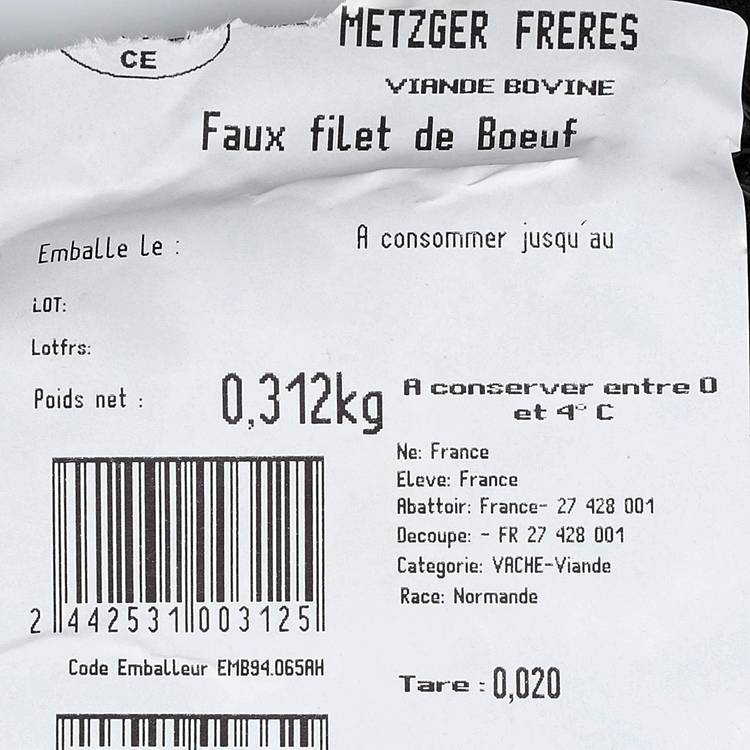 CE
METZGER FRERES
VIANDE BOVINE
Faux filet de Boeuf
Emballe le :
A consommer jusqu'au
LOT:
Lotfrs:
Poids net : 0,312kg
A conserver entre 0
et 4° C
Ne: France
Eleve: France
Abattoir: France- 27 428 001
Decoupe: - FR 27 428 001
Categorie: VACHE-Viande
Race: Normande
2 442531 003125
Code Emballeur EMB94.065AH
Tare : 0,020